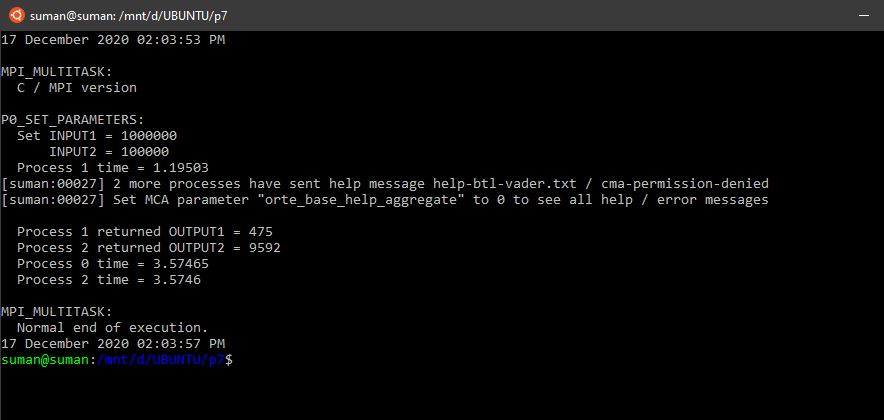 suman@suman: /mnt/d/UBUNTU/p7
17 December 2020 02:03:53 PM
MPI_MULTITASK:
  C / MPI version
P0_SET_PARAMETERS:
  Set INPUT1 = 1000000
      INPUT2 = 100000
  Process 1 time = 1.19503
[suman:00027] 2 more processes have sent help message help-btl-vader.txt / cma-permission-denied
[suman:00027] Set MCA parameter "orte_base_help_aggregate" to 0 to see all help / error messages
  Process 1 returned OUTPUT1 = 475
  Process 2 returned OUTPUT2 = 9592
  Process 0 time = 3.57465
  Process 2 time = 3.5746
MPI_MULTITASK:
  Normal end of execution.
17 December 2020 02:03:57 PM
suman@suman:/mnt/d/UBUNTU/p7$